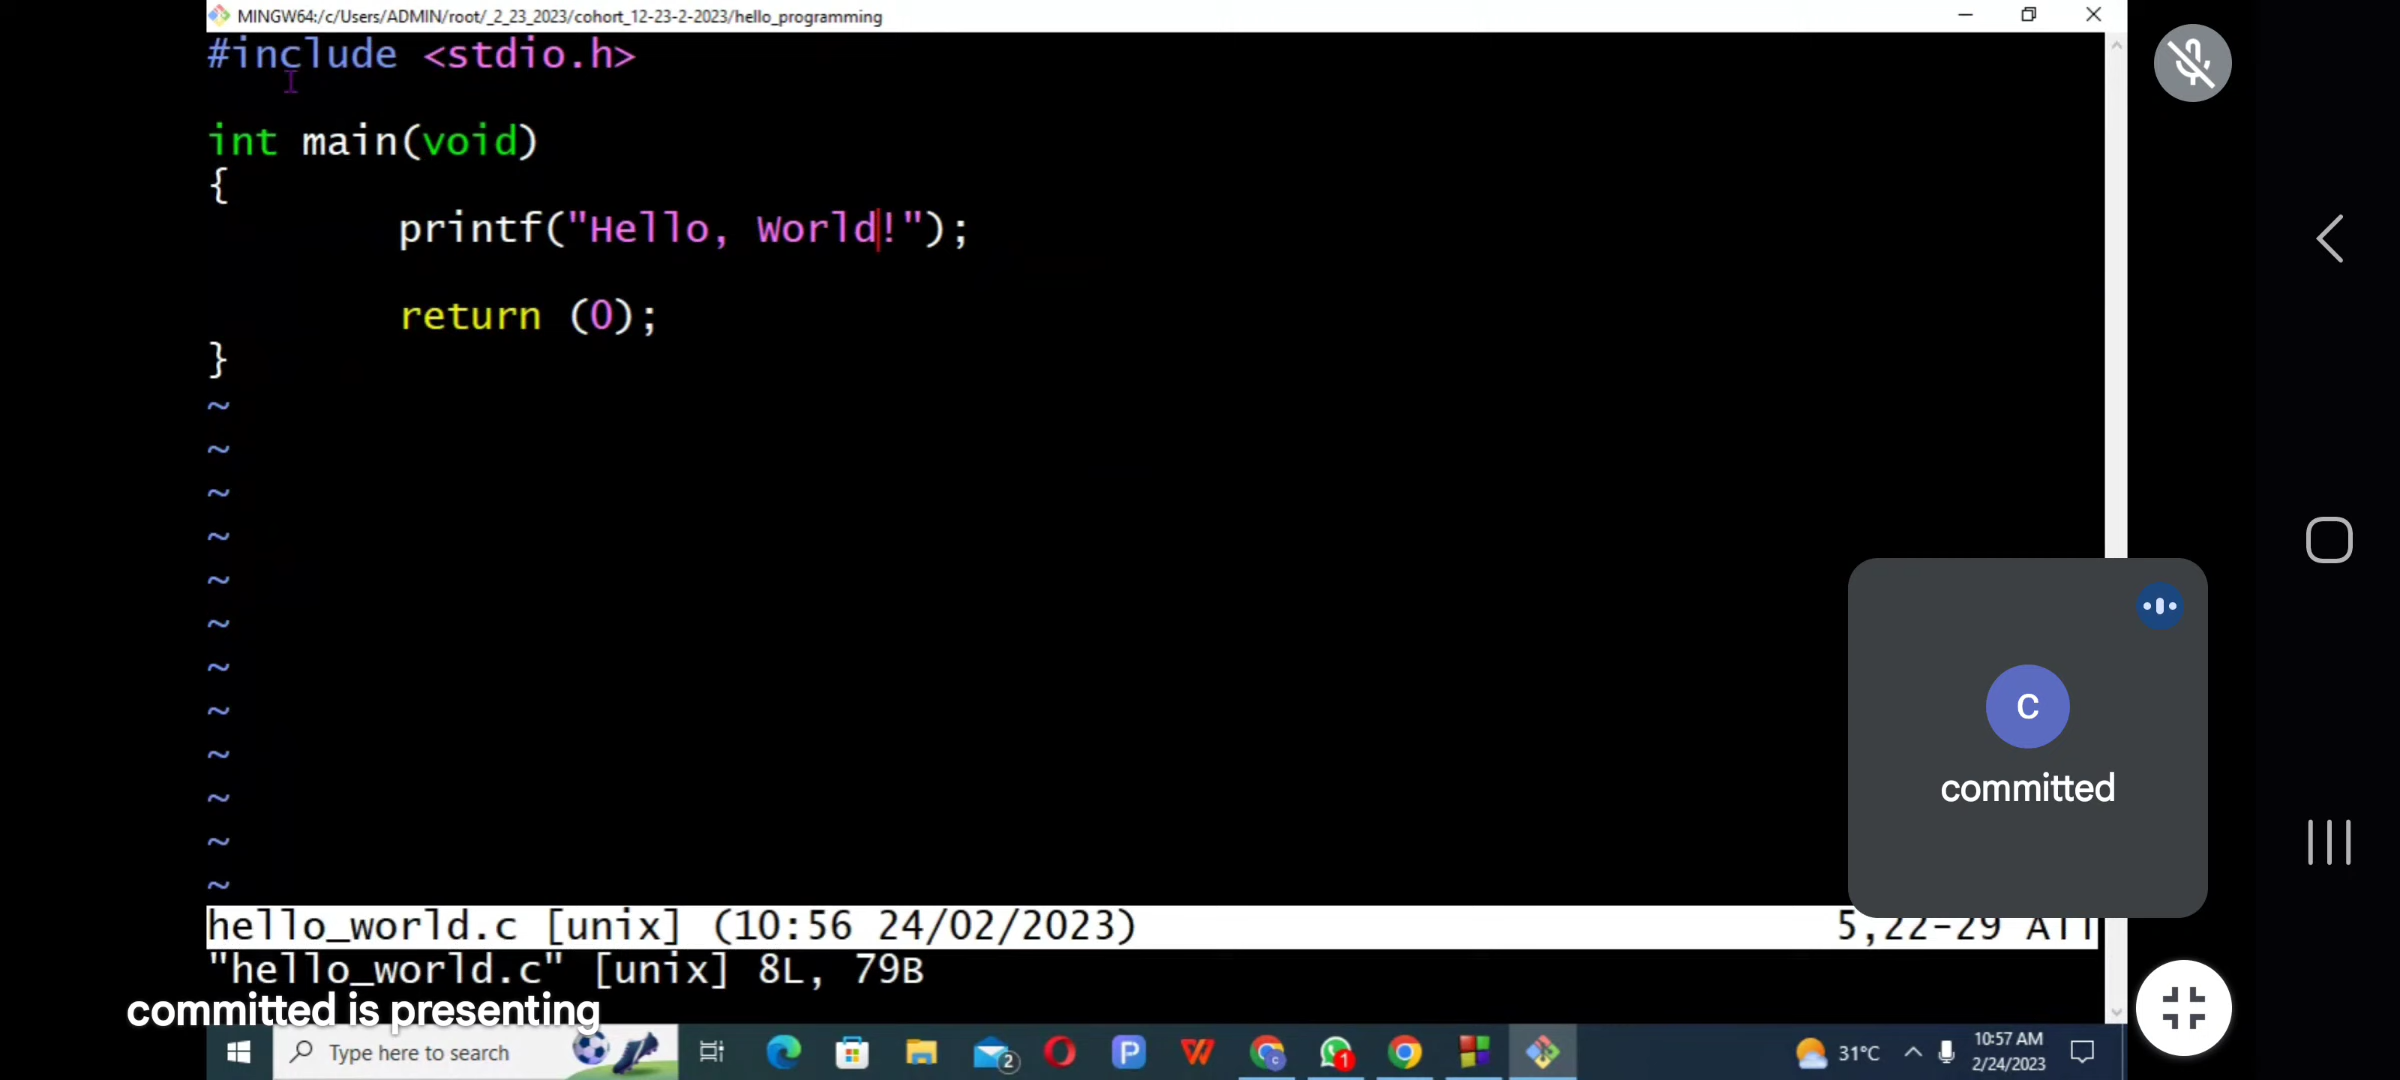 MINGW64:/c/Users/ADMIN/root/_2_23_2023/cohort_12-23-2-2023/hello_programming
#include <stdio.h>
int main(void)
{
printf("Hello, World!");
return (0);
}
~
~
~
~
~
~
~
~
~
~
~
~
C
committed
hello_world.c [unix] (10:56 24/02/2023) 5,22-29 All
"hello_world.c" [unix] 8L, 79B
committed is presenting
Type here to search
2
P
W
C
1
31°C
10:57 AM
2/24/2023